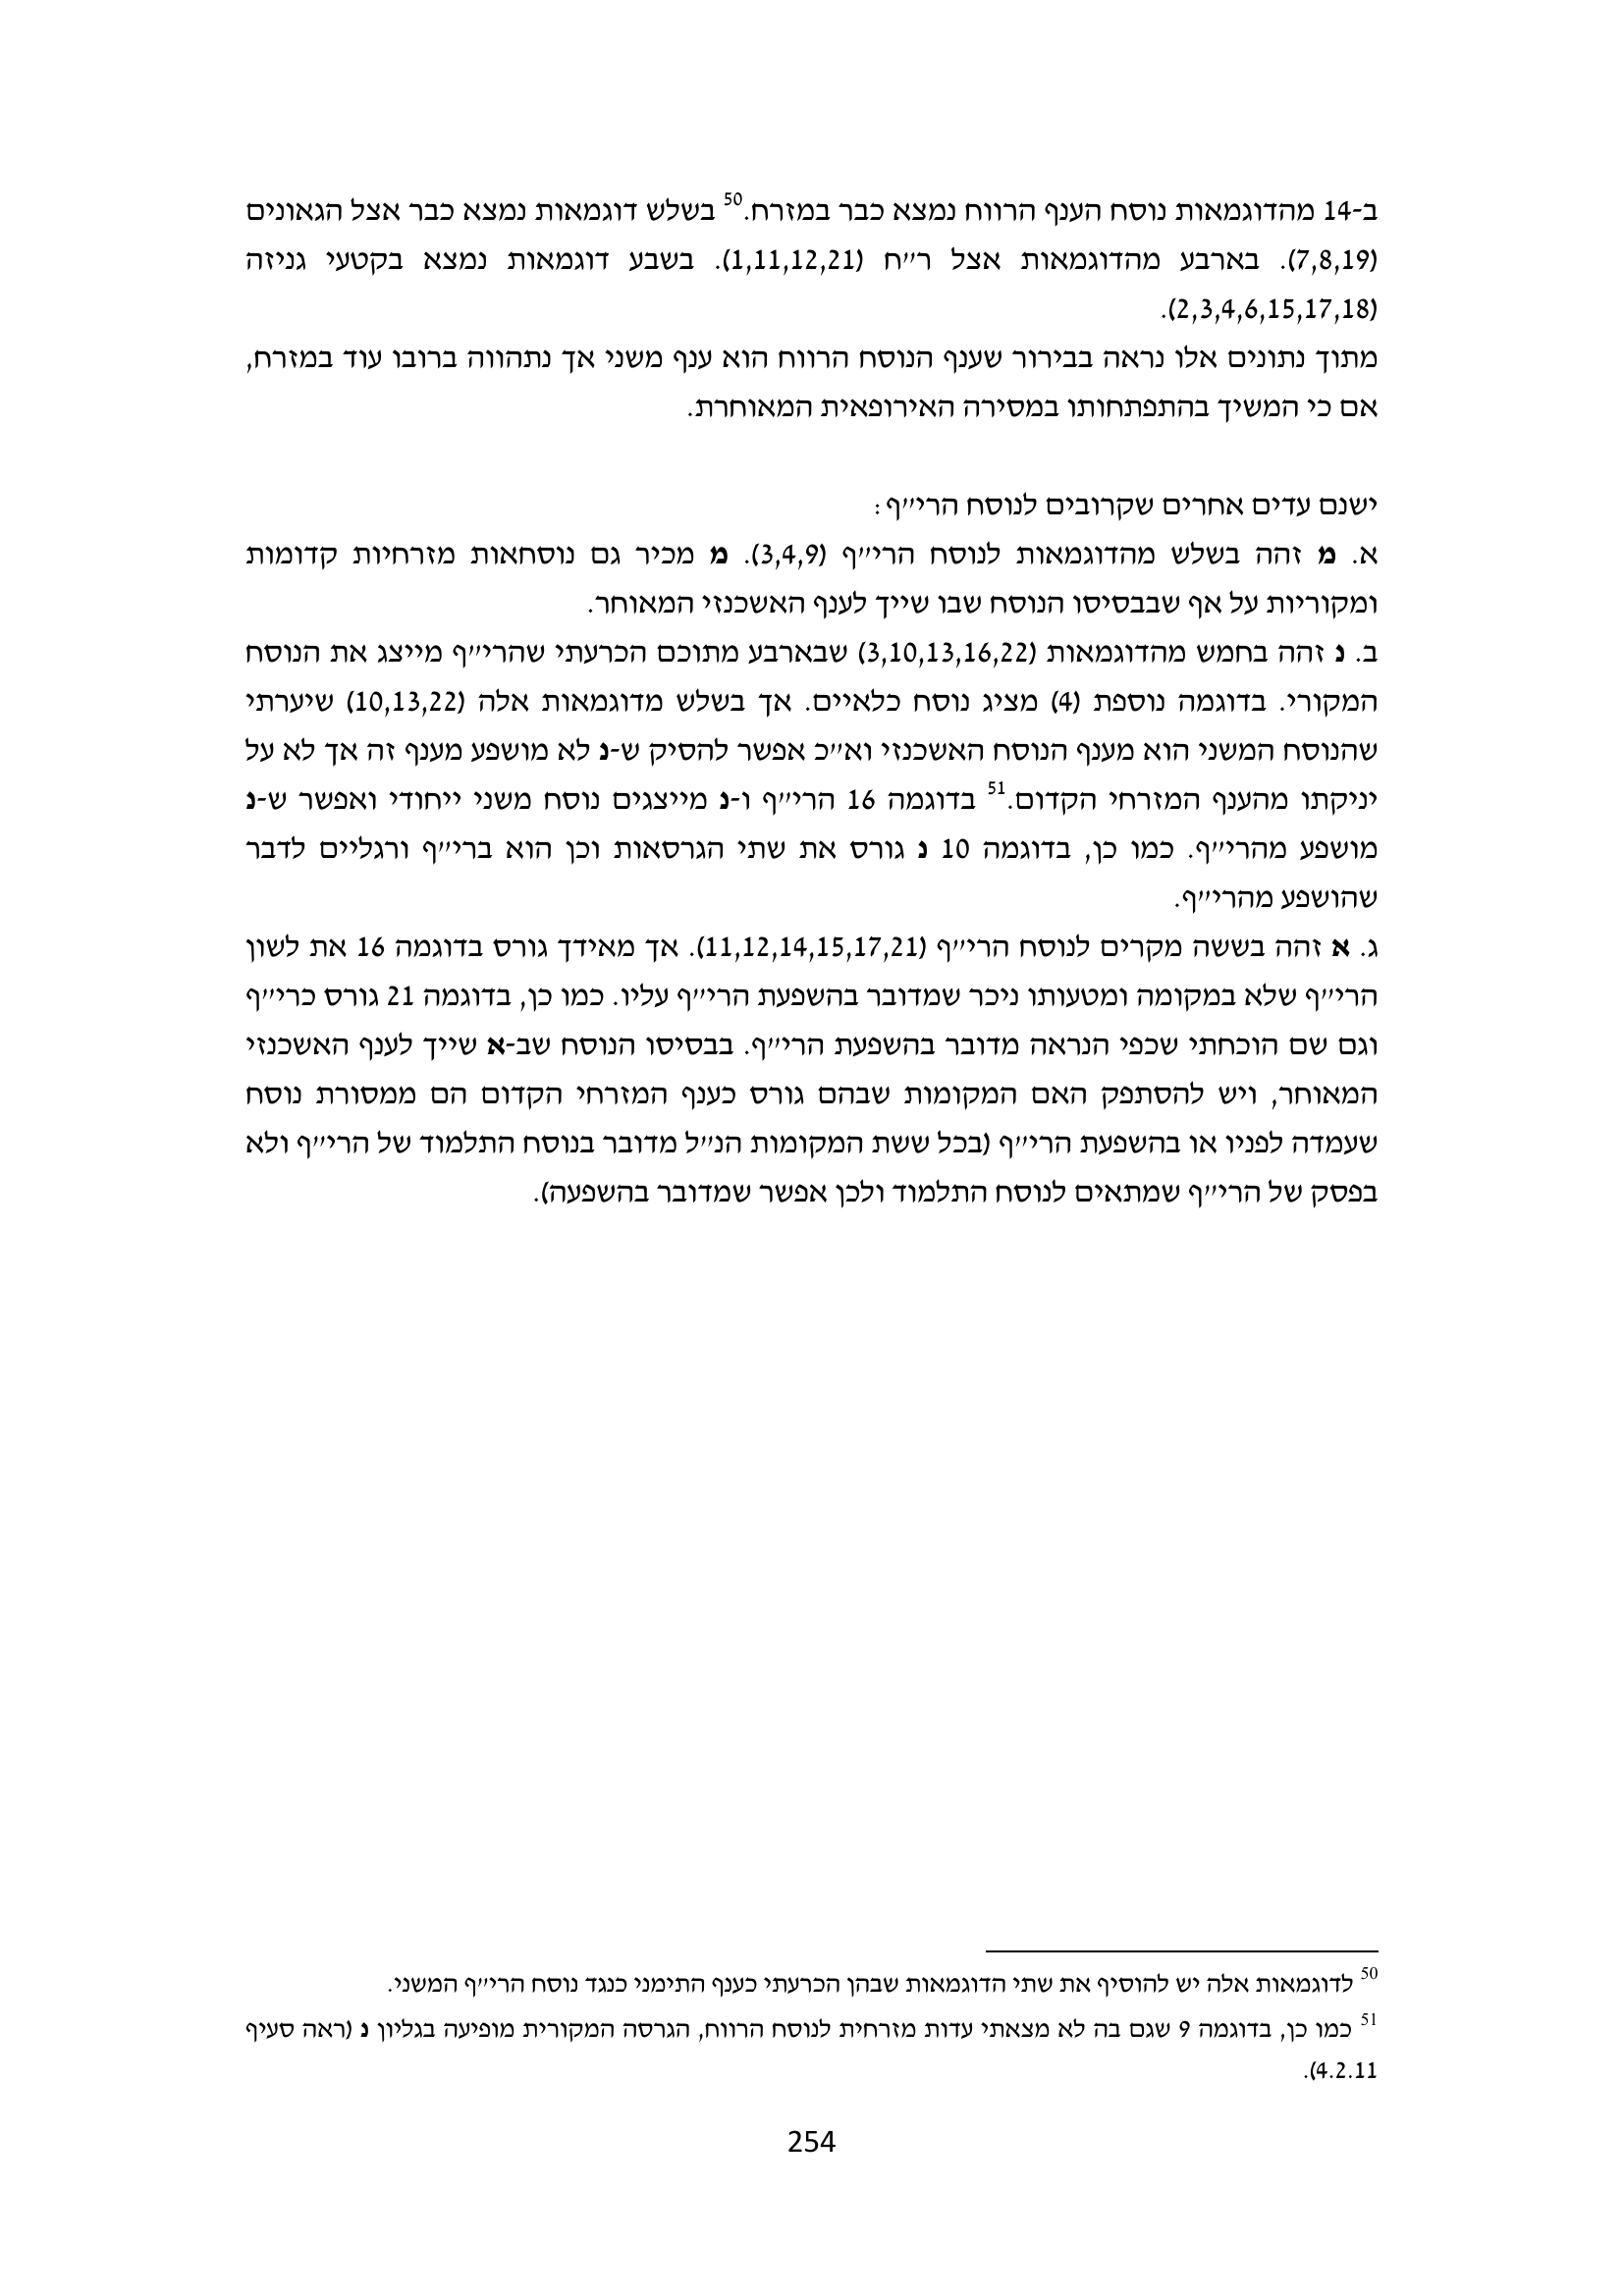 ב-14 מהדוגמאות נוסח הענף הרווח נמצא כבר במזרח.50 בשלש דוגמאות נמצא כבר אצל הגאונים
(7,8,19). בארבע מהדוגמאות אצל ר״ח (1,11,12,21). בשבע דוגמאות נמצא בקטעי גניזה
(2,3,4,6,15,17,18).
מתוך נתונים אלו נראה בבירור שענף הנוסח הרווח הוא ענף משני אך נתהווה ברובו עוד במזרח,
אם כי המשיך בהתפתחותו במסירה האירופאית המאוחרת.
ישנם עדים אחרים שקרובים לנוסח הרי״ף:
א. מ זהה בשלש מהדוגמאות לנוסח הרי״ף (3,4,9). מ מכיר גם נוסחאות מזרחיות קדומות
ומקוריות על אף שבבסיסו הנוסח שבו שייך לענף האשכנזי המאוחר.
ב. נ זהה בחמש מהדוגמאות (3,10,13,16,22) שבארבע מתוכם הכרעתי שהרי״ף מייצג את הנוסח
המקורי. בדוגמה נוספת (4) מציג נוסח כלאיים. אך בשלש מדוגמאות אלה (10,13,22) שיערתי
שהנוסח המשני הוא מענף הנוסח האשכנזי וא״כ אפשר להסיק ש-נ לא מושפע מענף זה אך לא על
יניקתו מהענף המזרחי הקדום.51 בדוגמה 16 הרי״ף ו-נ מייצגים נוסח משני ייחודי ואפשר ש-נ
מושפע מהרי״ף. כמו כן, בדוגמה 10 נ גורס את שתי הגרסאות וכן הוא ברי״ף ורגליים לדבר
שהושפע מהרי״ף.
ג. א זהה בששה מקרים לנוסח הרי״ף (11,12,14,15,17,21). אך מאידך גורס בדוגמה 16 את לשון
הרי״ף שלא במקומה ומטעותו ניכר שמדובר בהשפעת הרי״ף עליו. כמו כן, בדוגמה 21 גורס כרי״ף
וגם שם הוכחתי שכפי הנראה מדובר בהשפעת הרי״ף. בבסיסו הנוסח שב-א שייך לענף האשכנזי
המאוחר, ויש להסתפק האם המקומות שבהם גורס כענף המזרחי הקדום הם ממסורת נוסח
שעמדה לפניו או בהשפעת הרי״ף (בכל ששת המקומות הנ״ל מדובר בנוסח התלמוד של הרי״ף ולא
בפסק של הרי״ף שמתאים לנוסח התלמוד ולכן אפשר שמדובר בהשפעה).
50 לדוגמאות אלה יש להוסיף את שתי הדוגמאות שבהן הכרעתי כענף התימני כנגד נוסח הרי״ף המשני.
51 כמו כן, בדוגמה 9 שגם בה לא מצאתי עדות מזרחית לנוסח הרווח, הגרסה המקורית מופיעה בגליון נ (ראה סעיף
4.2.11).
254